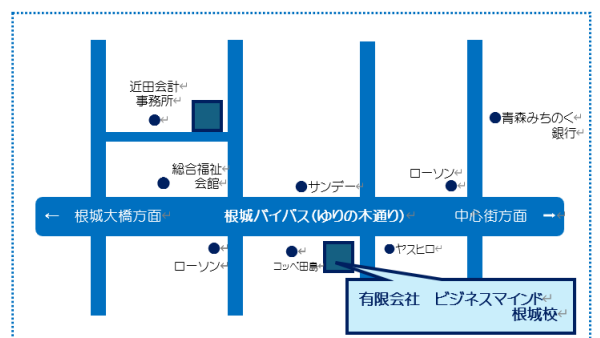 近田会計
事務所
青森みちのく
銀行
総合福祉
会館
サンデー
ローソン
← 根城大橋方面
根城バイパス(ゆりの木通り)
中心街方面 →
ローソン
コッペ田島
ヤスヒロ
有限会社 ビジネスマインド
根城校